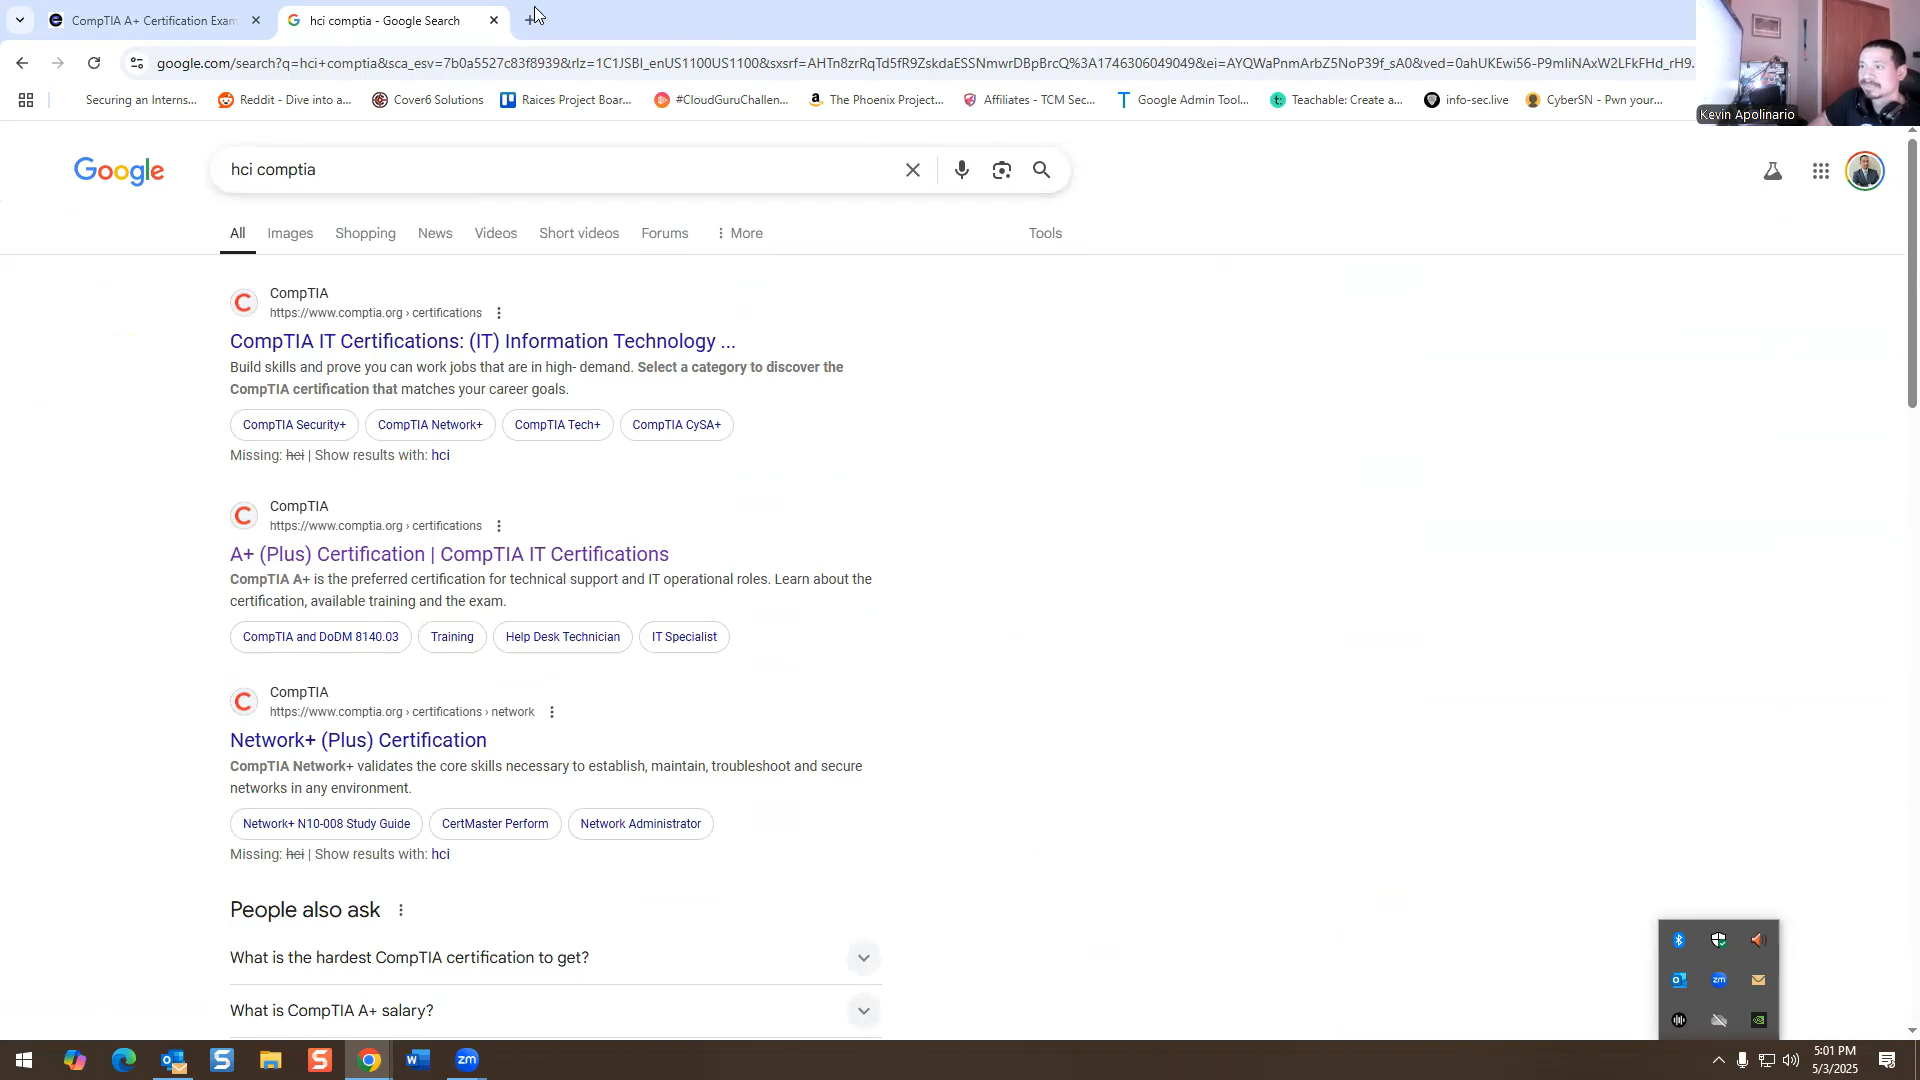 CompTIA A+ Certification Exam
hci comptia - Google Search
google.com/search?q=hci+comptia&sca_esv=7b0a5527c83f8939&rlz=1C1JSBI_enUS1100US1100&sxsrf=AHTn8zrRqTd5fR9ZskdaESSNmwrDBpBrcQ%3A1746306049049&ei=AYQWaPnmArbZ5NoP39f_sA0&ved=0ahUKEwi56-P9mIiNAxW2LFkFHd_rH9...
Securing an Interns...
Reddit - Dive into a...
Cover6 Solutions
Raices Project Boar...
#CloudGuruChallen...
The Phoenix Project...
Affiliates - TCM Sec...
Google Admin Tool...
Teachable: Create a...
info-sec.live
CyberSN - Pwn your...
Kevin Apolinario
Google
hci comptia
All Images Shopping News Videos Short videos Forums More Tools
CompTIA
https://www.comptia.org › certifications
CompTIA IT Certifications: (IT) Information Technology ...
Build skills and prove you can work jobs that are in high- demand. Select a category to discover the
CompTIA certification that matches your career goals.
CompTIA Security+ CompTIA Network+ CompTIA Tech+ CompTIA CySA+
Missing: hci | Show results with: hci
CompTIA
https://www.comptia.org › certifications
A+ (Plus) Certification | CompTIA IT Certifications
CompTIA A+ is the preferred certification for technical support and IT operational roles. Learn about the
certification, available training and the exam.
CompTIA and DoDM 8140.03 Training Help Desk Technician IT Specialist
CompTIA
https://www.comptia.org › certifications › network
Network+ (Plus) Certification
CompTIA Network+ validates the core skills necessary to establish, maintain, troubleshoot and secure
networks in any environment.
Network+ N10-008 Study Guide CertMaster Perform Network Administrator
Missing: hci | Show results with: hci
People also ask
What is the hardest CompTIA certification to get?
What is CompTIA A+ salary?
zm
zm
5:01 PM
5/3/2025